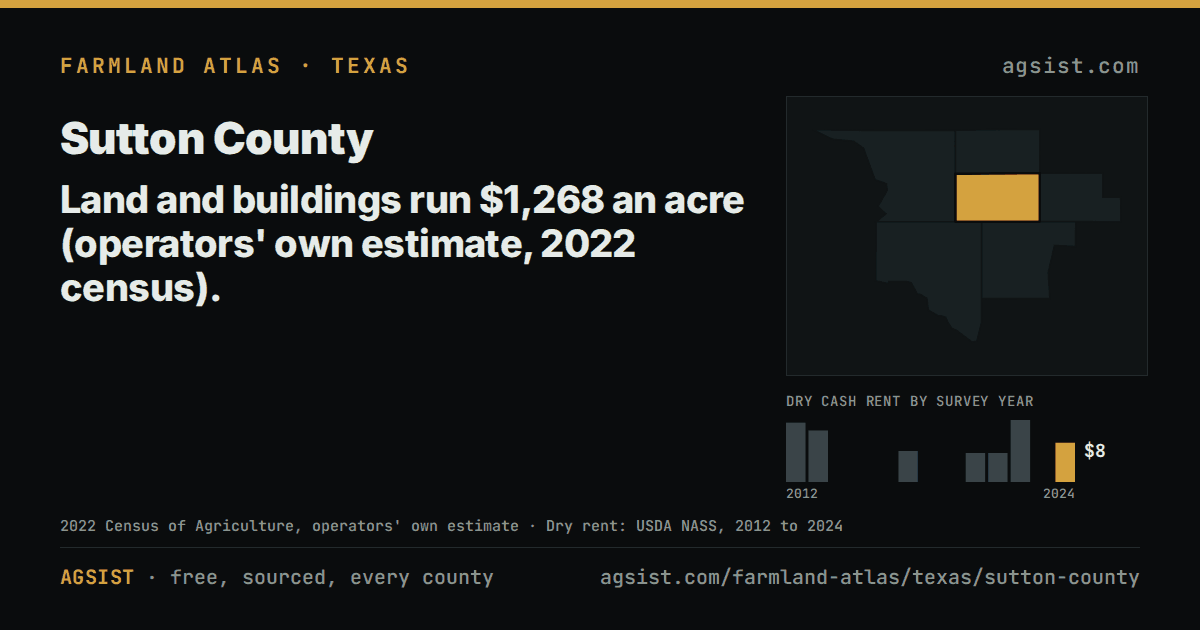 FARMLAND ATLAS · TEXAS
agsist.com
Sutton County
Land and buildings run $1,268 an acre
(operators' own estimate, 2022
census).
DRY CASH RENT BY SURVEY YEAR
$8
2012
2024
2022 Census of Agriculture, operators' own estimate · Dry rent: USDA NASS, 2012 to 2024
AGSIST · free, sourced, every county
agsist.com/farmland-atlas/texas/sutton-county